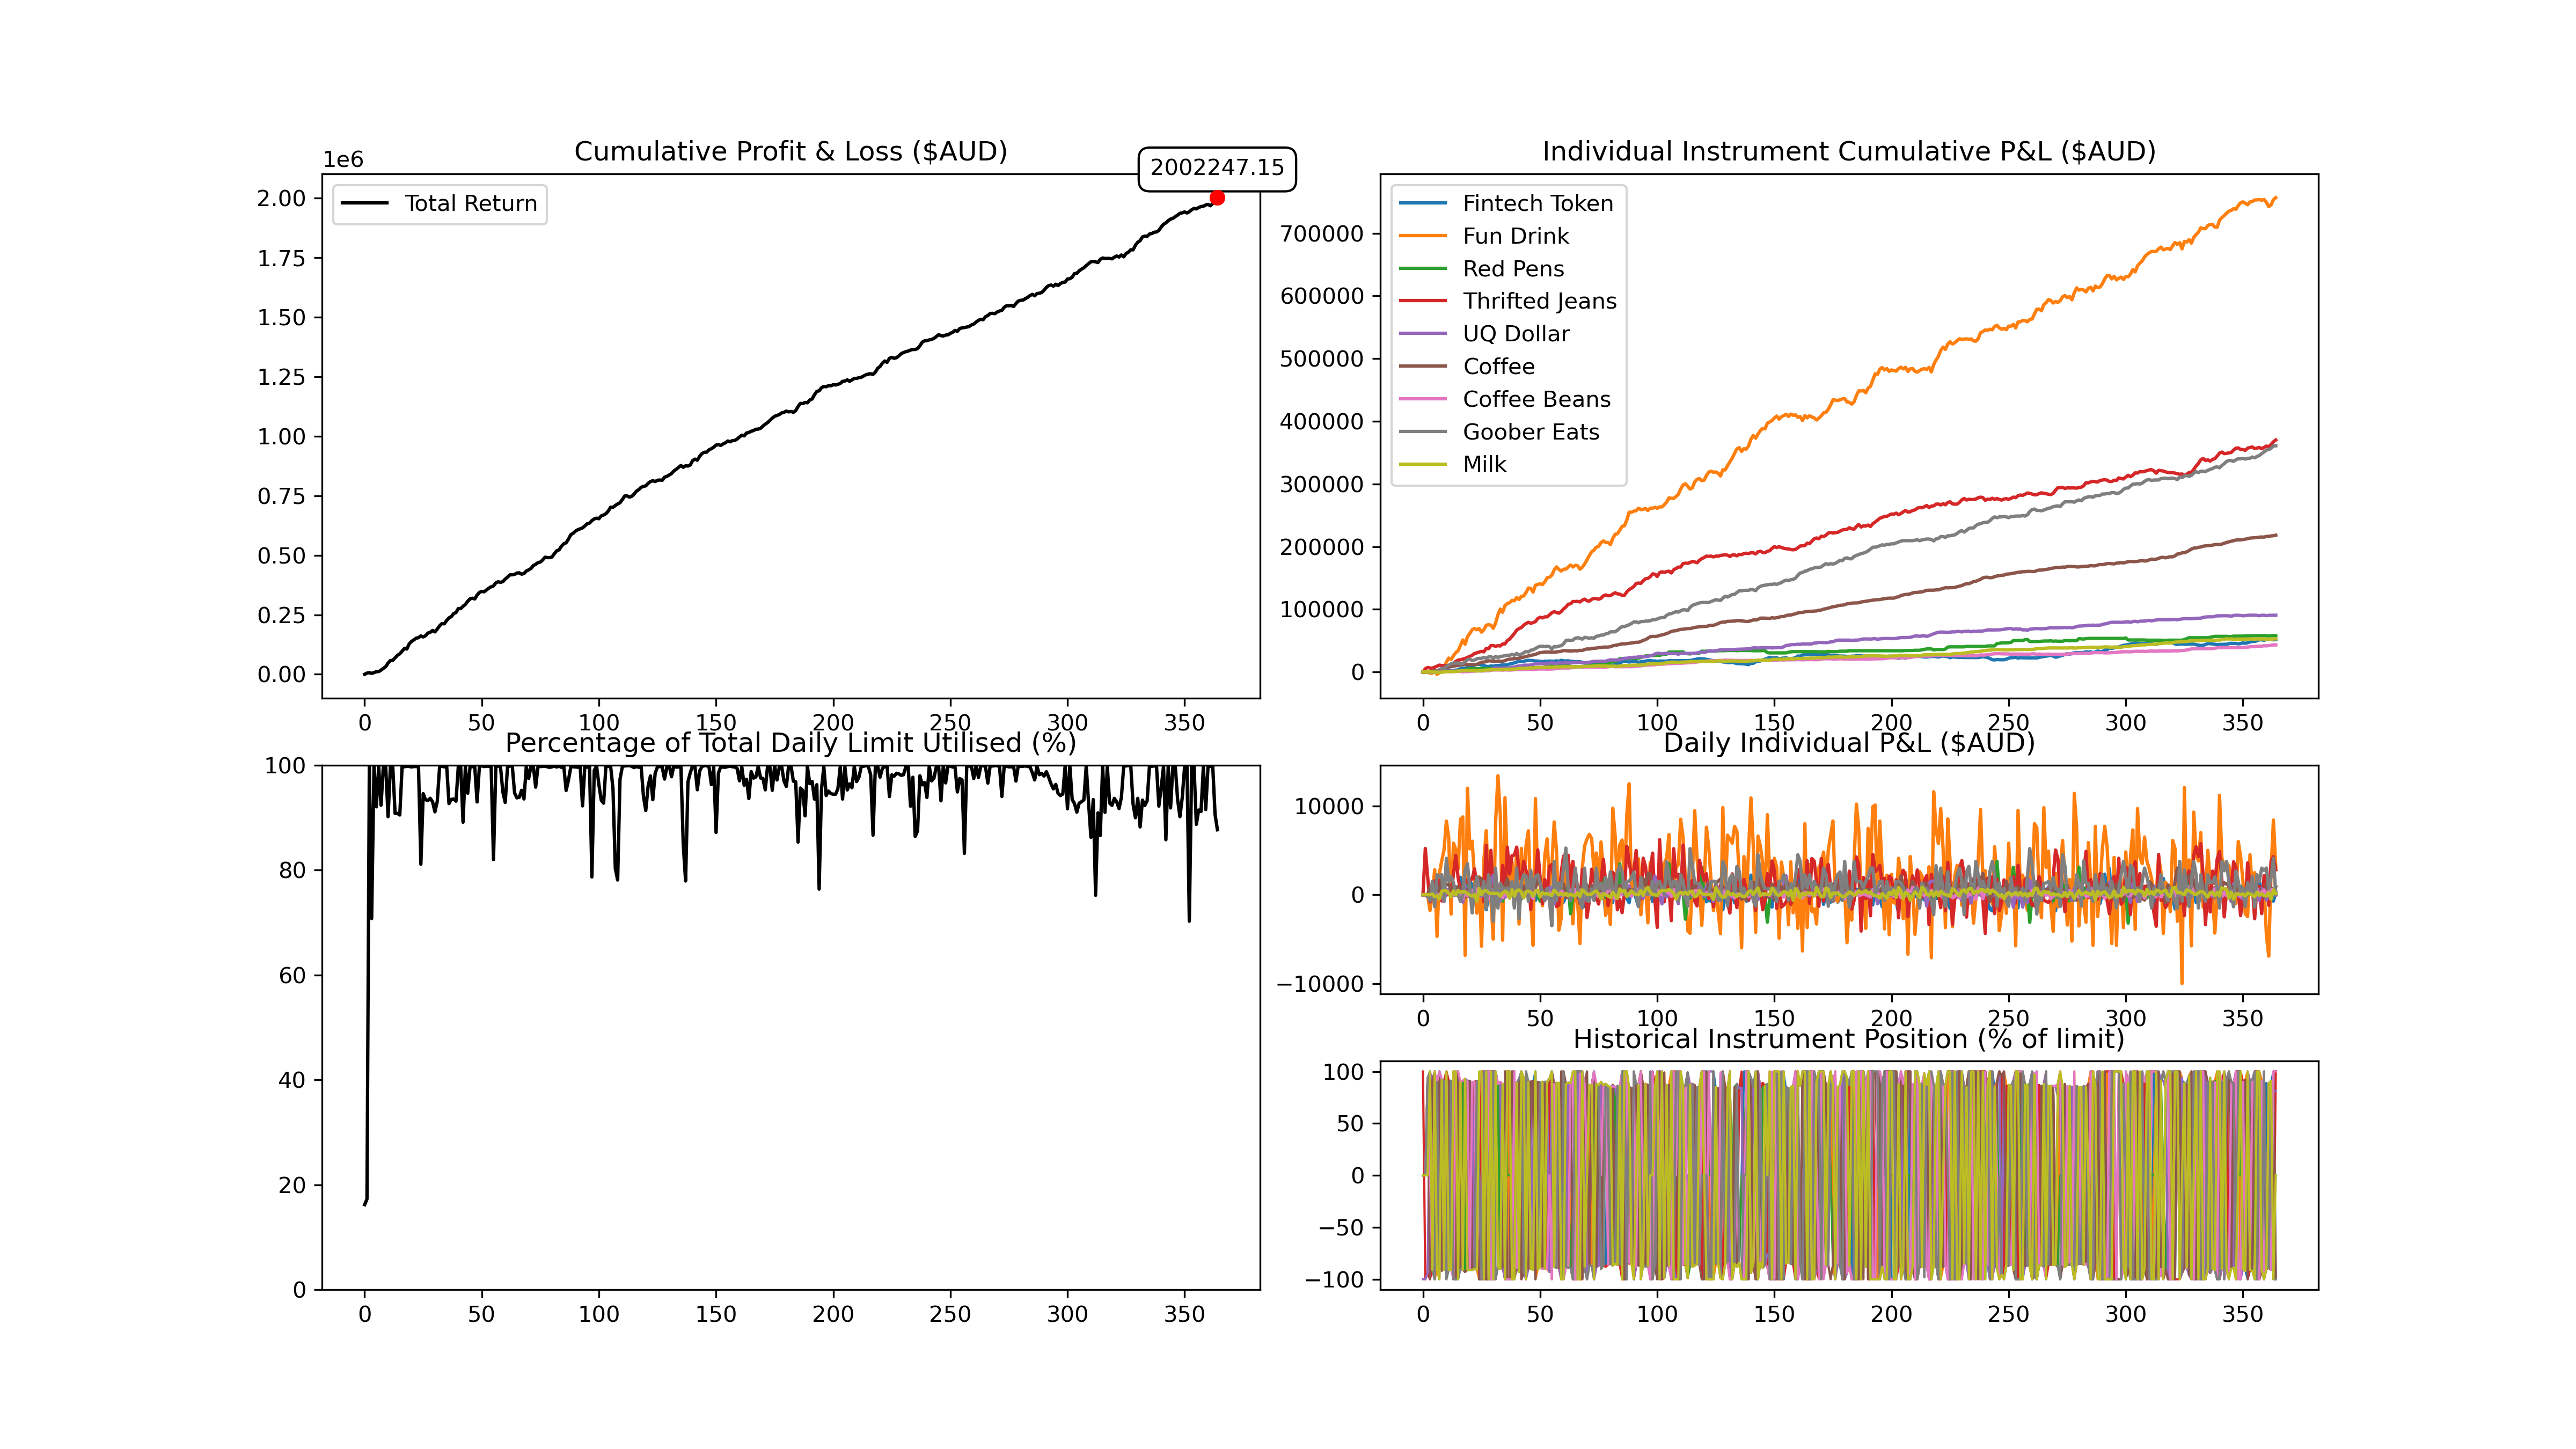 Cumulative Profit & Loss ($AUD)
1e6
2002247.15
Total Return
2.00
1.75
1.50
1.25
1.00
0.75
0.50
0.25
0.00
0 50 100 150 200 250 300 350
Individual Instrument Cumulative P&L ($AUD)
Fintech Token
Fun Drink
Red Pens
Thrifted Jeans
UQ Dollar
Coffee
Coffee Beans
Goober Eats
Milk
700000
600000
500000
400000
300000
200000
100000
0
0 50 100 150 200 250 300 350
Percentage of Total Daily Limit Utilised (%)
100
80
60
40
20
0
0 50 100 150 200 250 300 350
Daily Individual P&L ($AUD)
10000
0
−10000
0 50 100 150 200 250 300 350
Historical Instrument Position (% of limit)
100
50
0
−50
−100
0 50 100 150 200 250 300 350